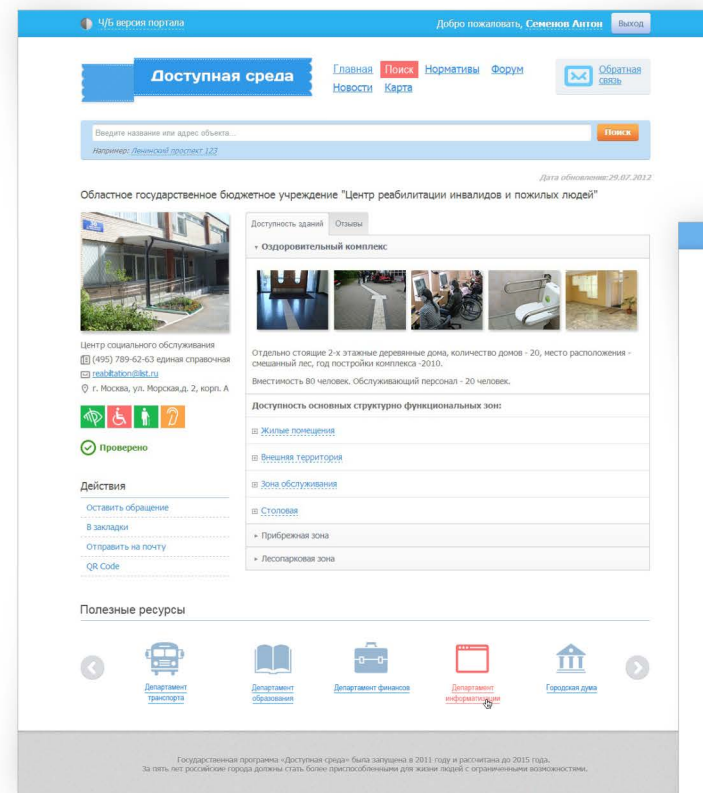 Ч/Б версия портала
Добро пожаловать, Семенов Антон
Выход
Доступная среда
Главная Поиск Нормативы Форум
Новости Карта
Обратная
связь
Введите название или адрес объекта...
Поиск
Например: Ленинский проспект 123
Дата обновления: 29.07.2012
Областное государственное бюджетное учреждение "Центр реабилитации инвалидов и пожилых людей"
Центр социального обслуживания
(495) 789-62-63 единая справочная
reabiltation@list.ru
г. Москва, ул. Морская,д. 2, корп. А
Проверено
Действия
Оставить обращение
В закладки
Отправить на почту
QR Code
Доступность зданий
Отзывы
Оздоровительный комплекс
Отдельно стоящие 2-х этажные деревянные дома, количество домов - 20, место расположения -
смешанный лес, год постройки комплекса -2010.
Вместимость 80 человек. Обслуживающий персонал - 20 человек.
Доступность основных структурно функциональных зон:
Жилые помещения
Внешняя территория
Зона обслуживания
Столовая
Прибрежная зона
Лесопарковая зона
Полезные ресурсы
Департамент
транспорта
Департамент
образования
Департамент финансов
Департамент
информатизации
Городская дума
Государственная программа «Доступная среда» была запущена в 2011 году и рассчитана до 2015 года.
За пять лет российские города должны стать более приспособленными для жизни людей с ограниченными возможностями.